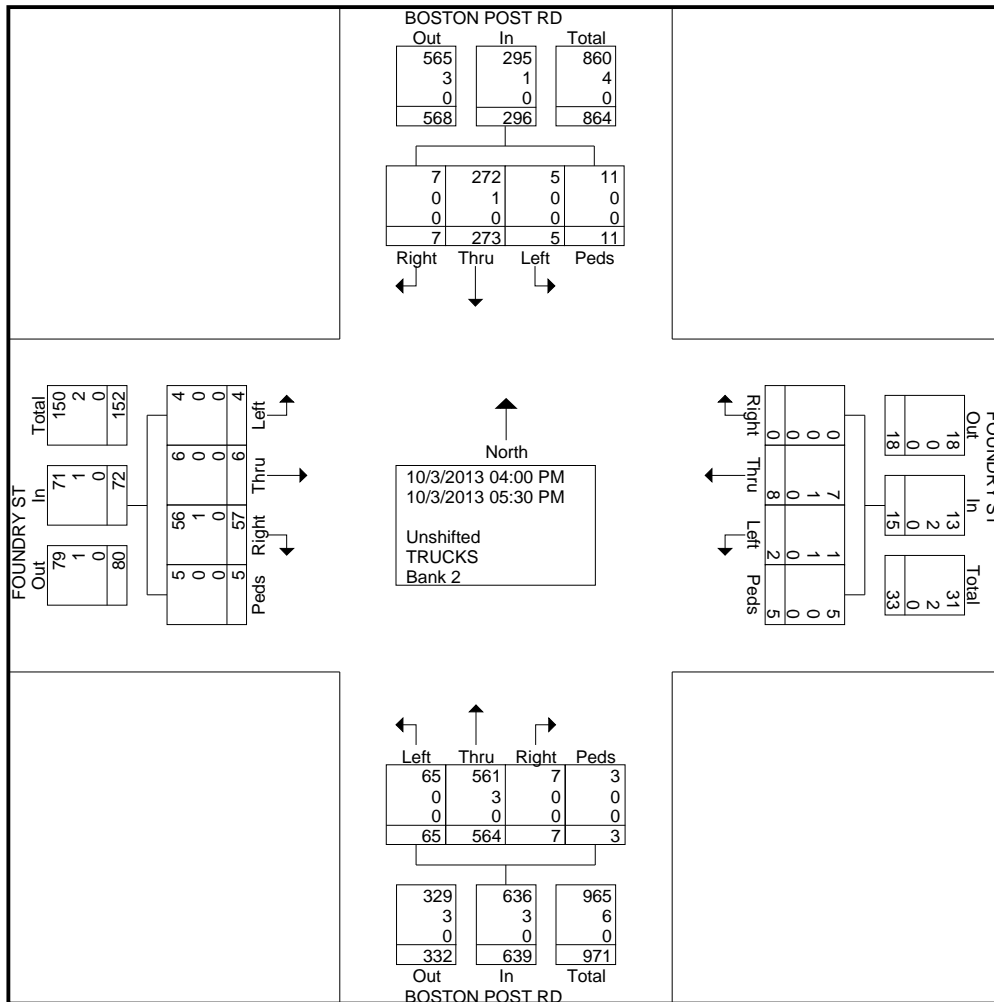 BOSTON POST RD
Out In Total
565 295 860
3 1 4
0 0 0
568 296 864
7 272 5 11
0 1 0 0
0 0 0 0
7 273 5 11
Right Thru Left Peds
FOUNDRY ST
Total In Out
150 71 79
2 1 1
0 0 0
152 72 80
4 6 56 5
0 0 1 0
0 0 0 0
4 6 57 5
Left Thru Right Peds
North
10/3/2013 04:00 PM
10/3/2013 05:30 PM
Unshifted
TRUCKS
Bank 2
Right Thru Left Peds
0 7 1 5
0 1 1 0
0 0 0 0
0 8 2 5
FOUNDRY ST
Out In Total
18 13 31
0 2 2
0 0 0
18 15 33
Left Thru Right Peds
65 561 7 3
0 3 0 0
0 0 0 0
65 564 7 3
329 636 965
3 3 6
0 0 0
332 639 971
Out In Total
BOSTON POST RD